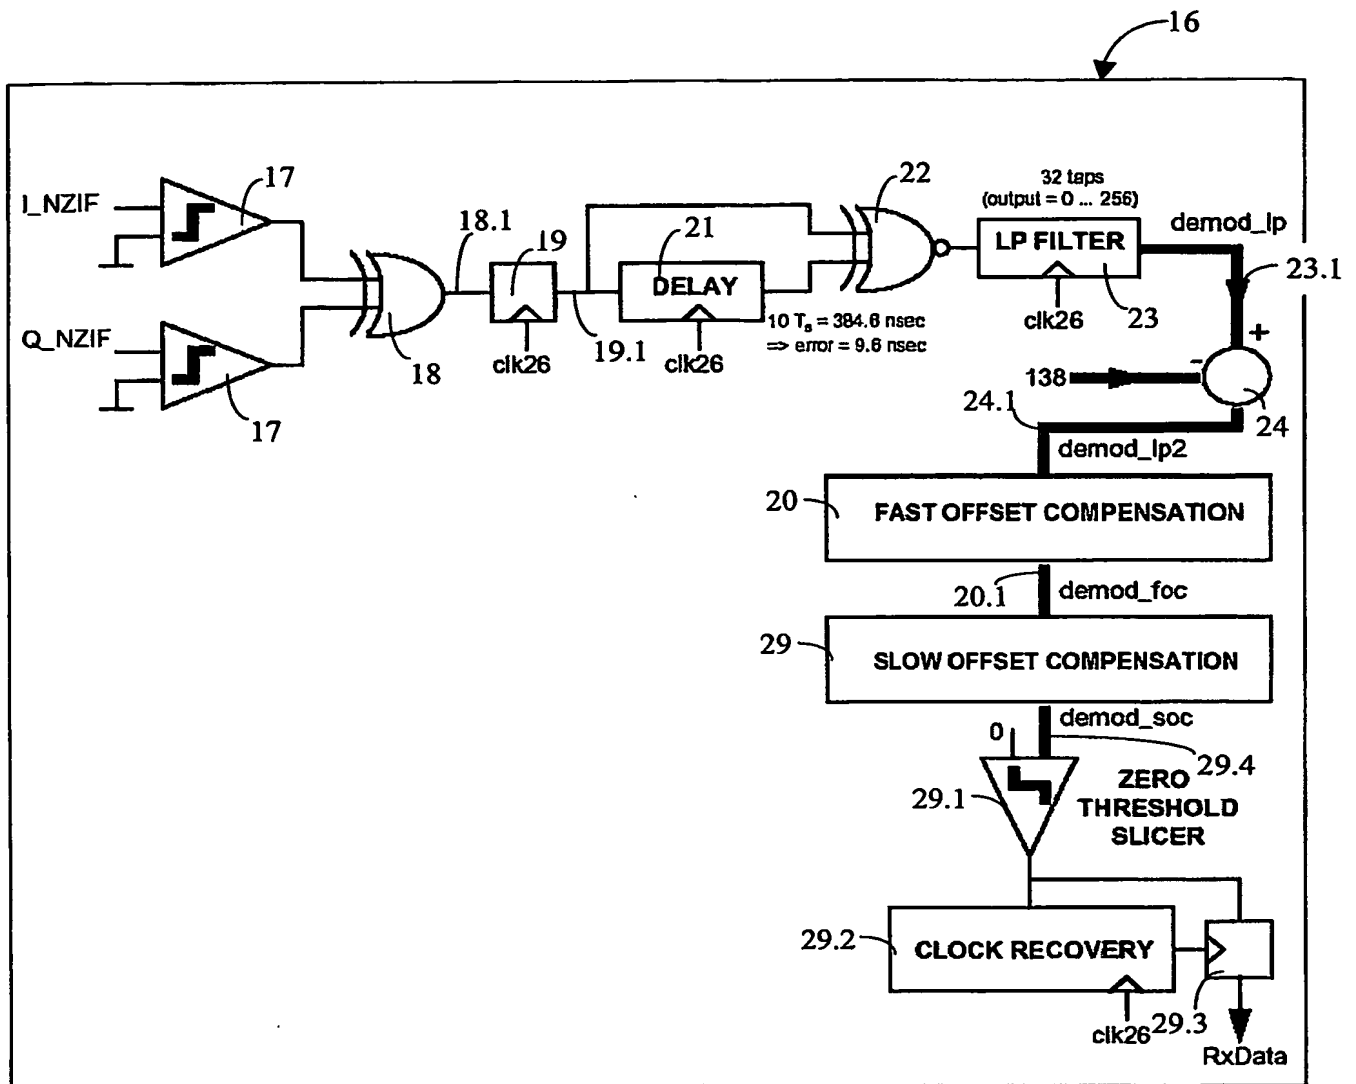 16
I_NZIF
17
Q_NZIF
17
18
18.1
19
clk26
19.1
21
DELAY
clk26
10 Ts = 384.6 nsec
=> error = 9.6 nsec
22
32 taps
(output = 0 ... 256)
LP FILTER
clk26
23
demod_lp
23.1
+
-
138
24
24.1
demod_lp2
20
FAST OFFSET COMPENSATION
20.1
demod_foc
29
SLOW OFFSET COMPENSATION
demod_soc
0
29.4
29.1
ZERO
THRESHOLD
SLICER
29.2
CLOCK RECOVERY
clk26
29.3
RxData